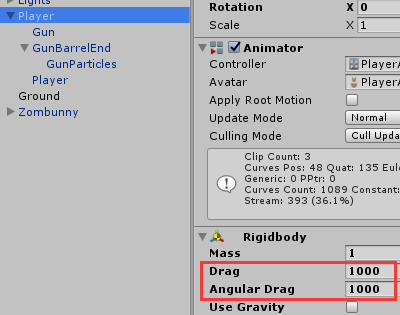 Lights
Player
Gun
GunBarrelEnd
GunParticles
Player
Ground
Zombunny
Rotation X 0
Scale X 1
Animator
Controller PlayerA
Avatar PlayerA
Apply Root Motion
Update Mode Normal
Culling Mode Cull Upda
Clip Count: 3
Curves Pos: 48 Quat: 135 Eule
Generic: 0 PPtr: 0
Curves Count: 1089 Constant:
Stream: 393 (36.1%)
Rigidbody
Mass 1
Drag 1000
Angular Drag 1000
Use Gravity